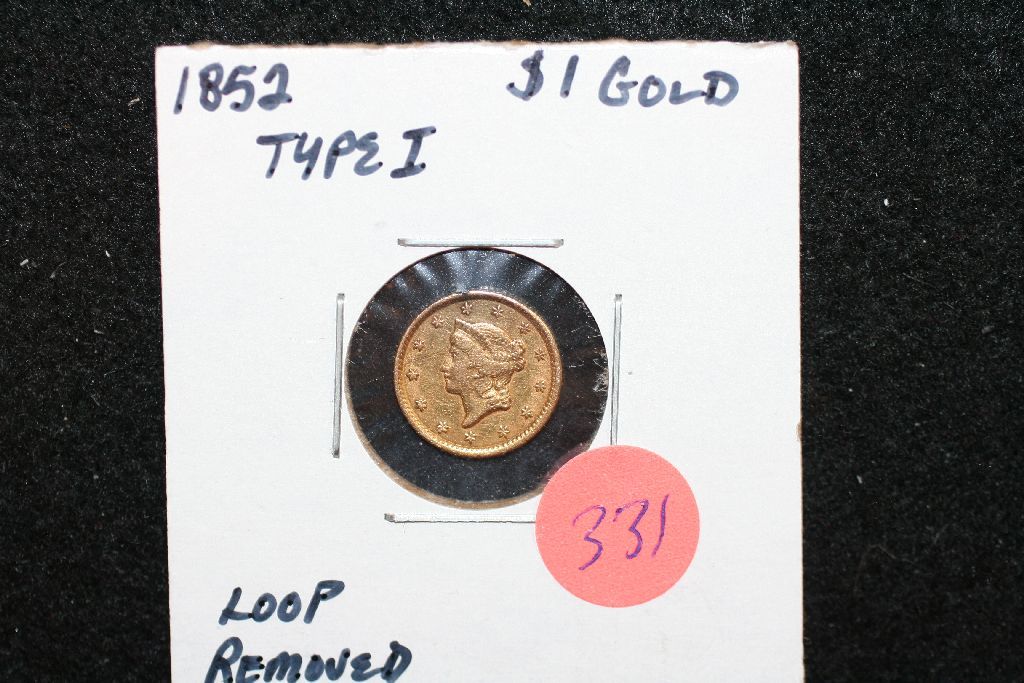 1852 $1 GOLD
TYPE I
331
LOOP
REMOVED